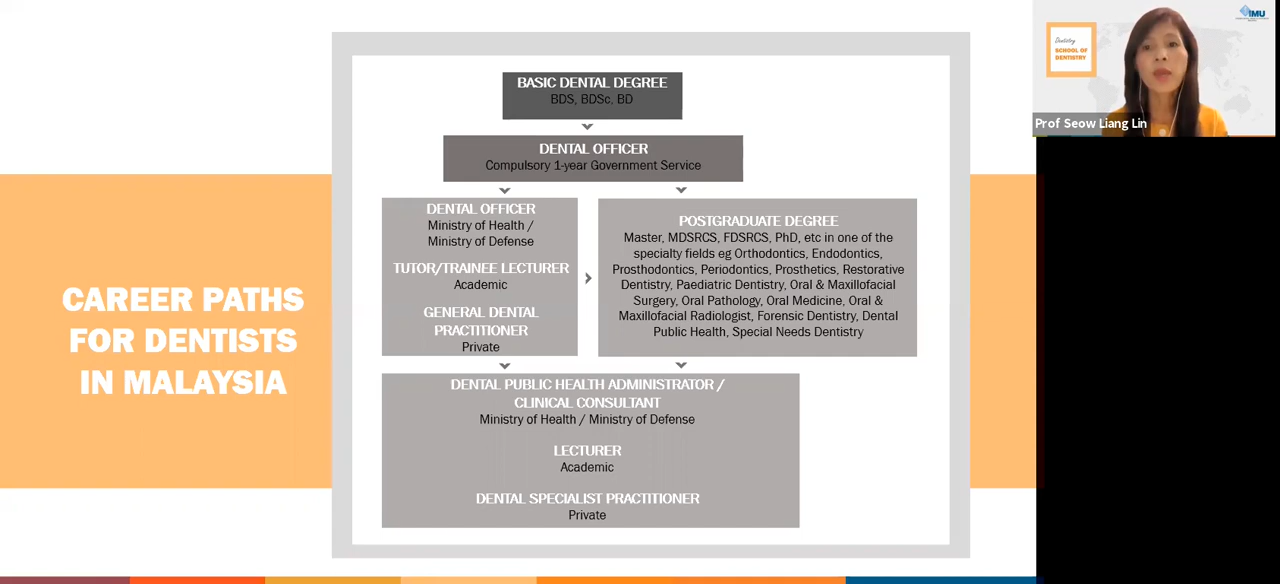 CAREER PATHS
FOR DENTISTS
IN MALAYSIA
BASIC DENTAL DEGREE
BDS, BDSc, BD
DENTAL OFFICER
Compulsory 1-year Government Service
DENTAL OFFICER
Ministry of Health /
Ministry of Defense
TUTOR/TRAINEE LECTURER
Academic
GENERAL DENTAL
PRACTITIONER
Private
POSTGRADUATE DEGREE
Master, MDSRCS, FDSRCS, PhD, etc in one of the
specialty fields eg Orthodontics, Endodontics,
Prosthodontics, Periodontics, Prosthetics, Restorative
Dentistry, Paediatric Dentistry, Oral & Maxillofacial
Surgery, Oral Pathology, Oral Medicine, Oral &
Maxillofacial Radiologist, Forensic Dentistry, Dental
Public Health, Special Needs Dentistry
DENTAL PUBLIC HEALTH ADMINISTRATOR /
CLINICAL CONSULTANT
Ministry of Health / Ministry of Defense
LECTURER
Academic
DENTAL SPECIALIST PRACTITIONER
Private
IMU
Dentistry
SCHOOL OF
DENTISTRY
Prof Seow Liang Lin